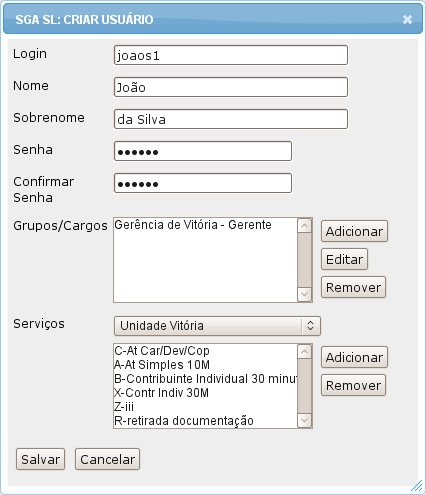 SGA SL: CRIAR USUÁRIO
Login
joaos1
Nome
João
Sobrenome
da Silva
Senha
••••••
Confirmar
Senha
••••••
Grupos/Cargos
Gerência de Vitória - Gerente
Adicionar
Editar
Remover
Serviços
Unidade Vitória
C-At Car/Dev/Cop
A-At Simples 10M
B-Contribuinte Individual 30 minut
X-Contr Indiv 30M
Z-iii
R-retirada documentação
Adicionar
Remover
Salvar
Cancelar